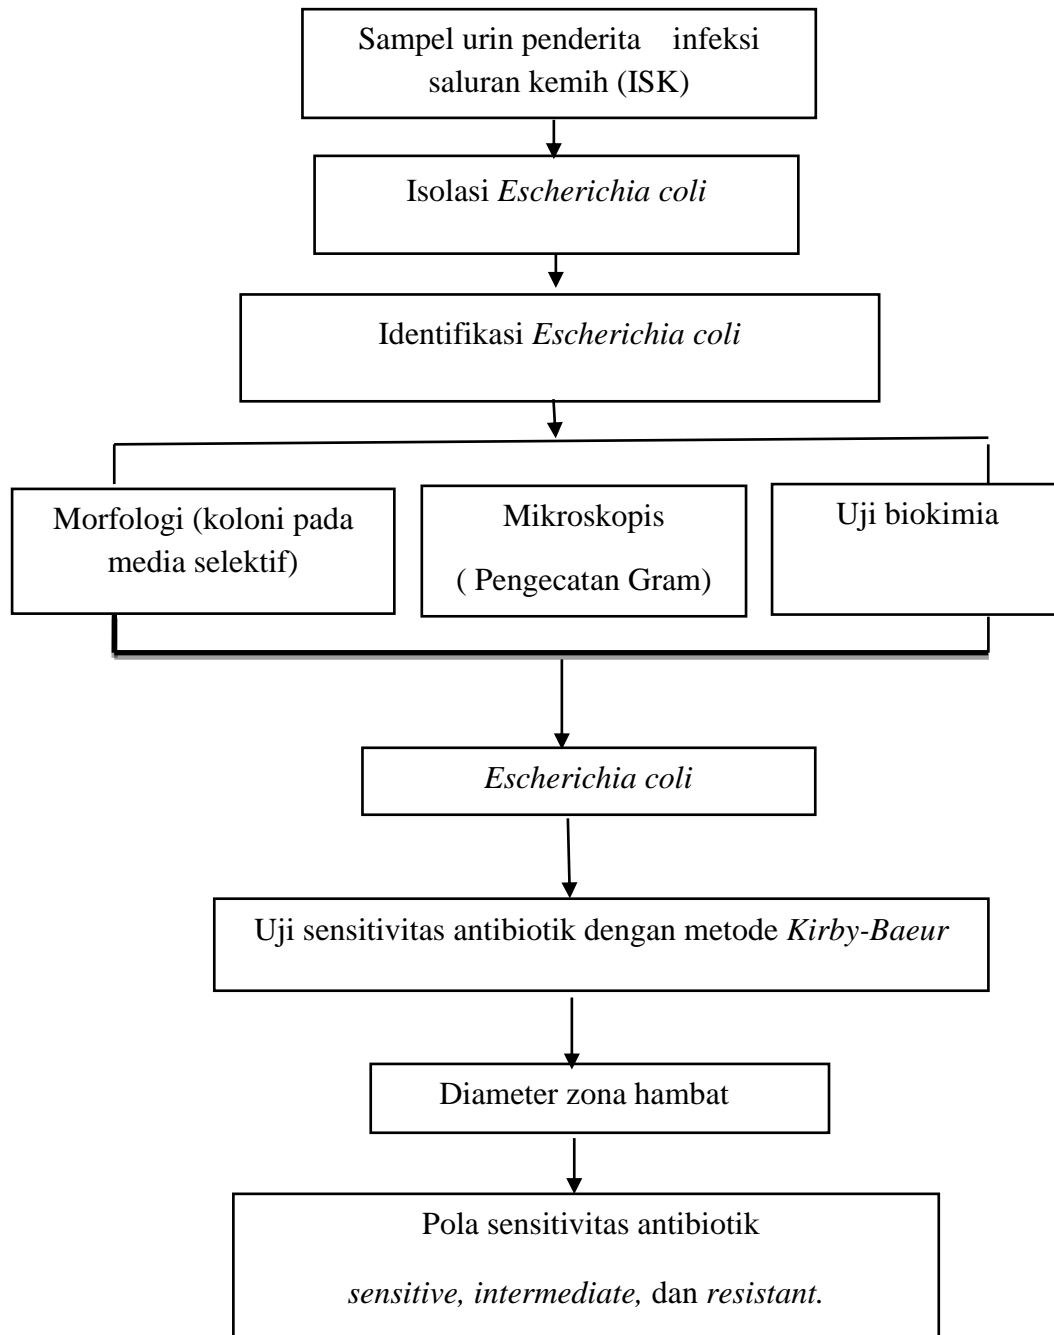 Sampel urin penderita infeksi
saluran kemih (ISK)
Isolasi Escherichia coli
Identifikasi Escherichia coli
Morfologi (koloni pada
media selektif)
Mikroskopis
( Pengecatan Gram)
Uji biokimia
Escherichia coli
Uji sensitivitas antibiotik dengan metode Kirby-Baeur
Diameter zona hambat
Pola sensitivitas antibiotik
sensitive, intermediate, dan resistant.